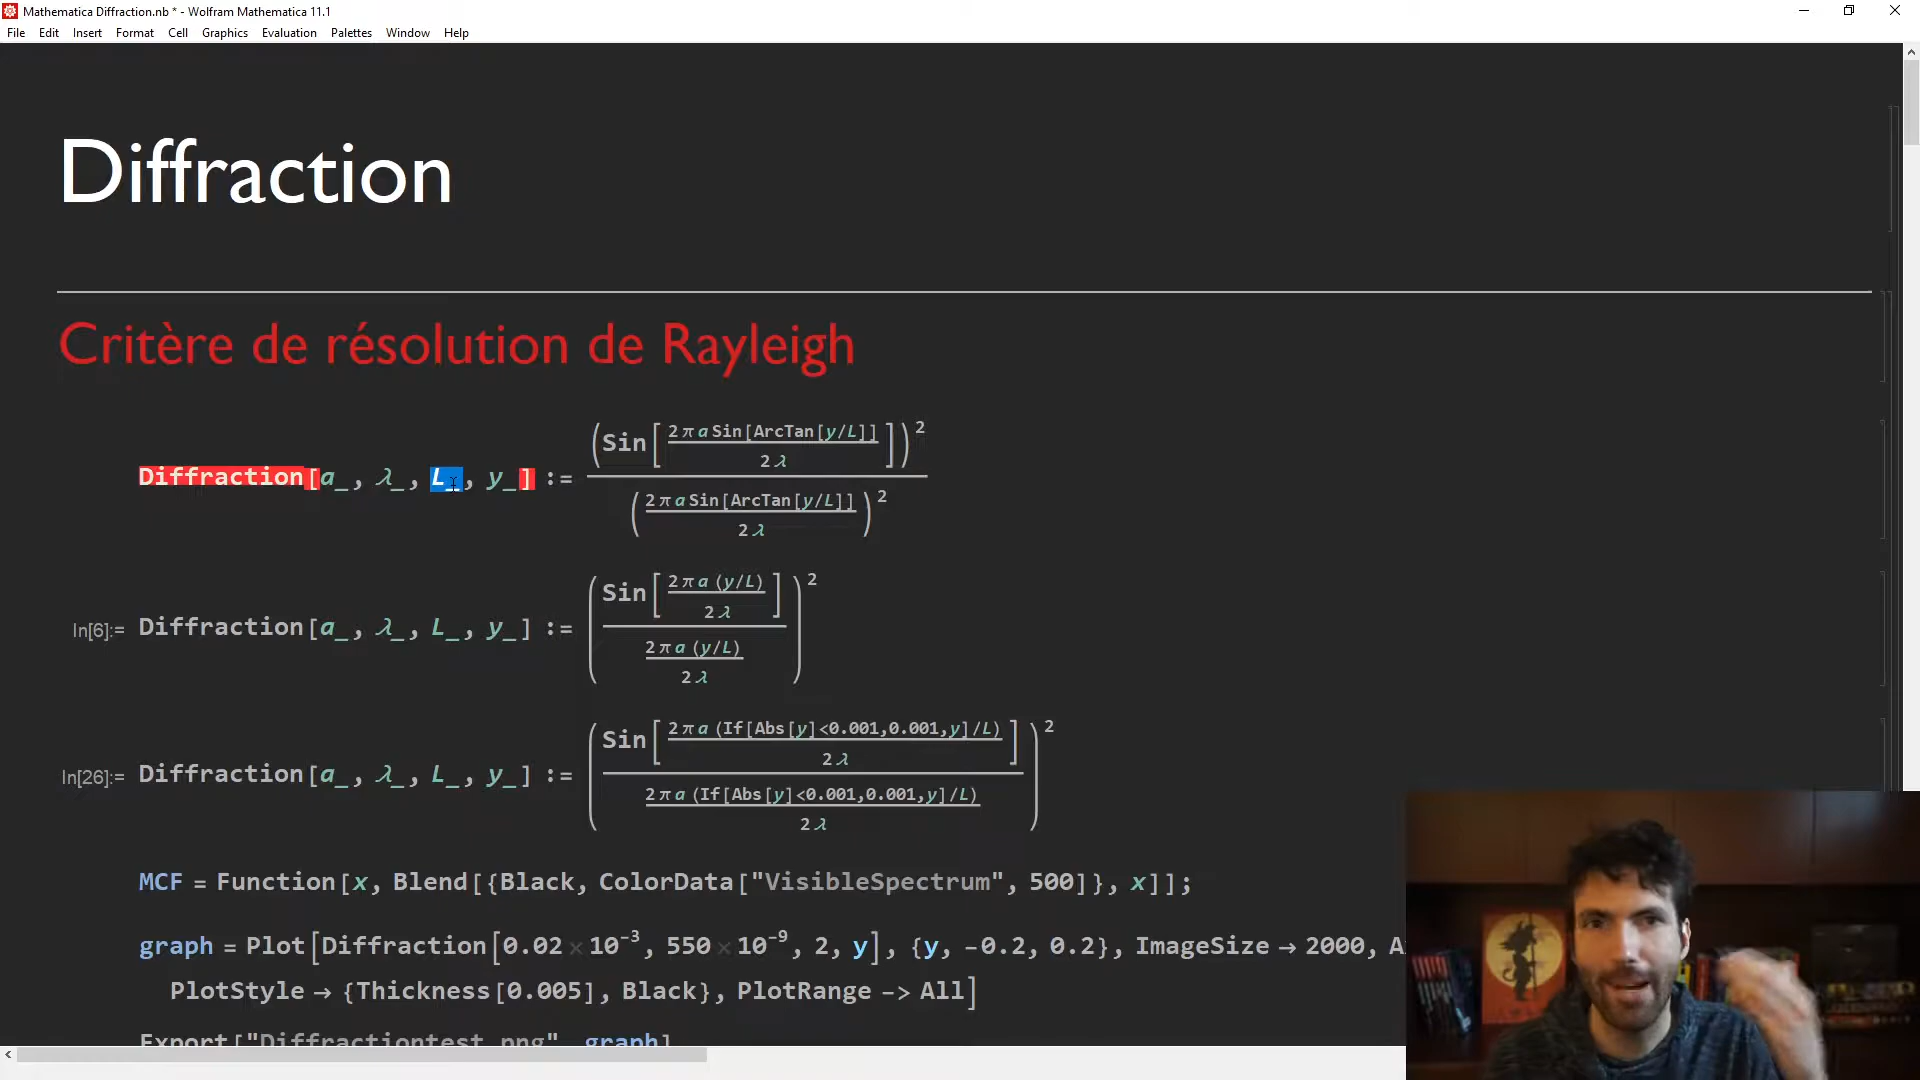 Mathematica Diffraction.nb * - Wolfram Mathematica 11.1
File Edit Insert Format Cell Graphics Evaluation Palettes Window Help
Diffraction
Critère de résolution de Rayleigh
Diffraction[a_, λ_, L_, y_] := (Sin[2 π a Sin[ArcTan[y/L]] / 2 λ])^2 / (2 π a Sin[ArcTan[y/L]] / 2 λ)^2
In[6]:= Diffraction[a_, λ_, L_, y_] := (Sin[2 π a (y/L) / 2 λ] / (2 π a (y/L) / 2 λ))^2
In[26]:= Diffraction[a_, λ_, L_, y_] := (Sin[2 π a (If[Abs[y]<0.001,0.001,y]/L) / 2 λ] / (2 π a (If[Abs[y]<0.001,0.001,y]/L) / 2 λ))^2
MCF = Function[x, Blend[{Black, ColorData["VisibleSpectrum", 500]}, x]];
graph = Plot[Diffraction[0.02 × 10^-3, 550 × 10^-9, 2, y], {y, -0.2, 0.2}, ImageSize → 2000, A
PlotStyle → {Thickness[0.005], Black}, PlotRange -> All]
Export["Diffractiontest.png", graph]